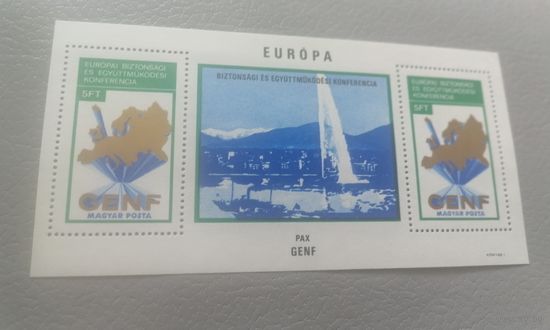 EURÓPA
EURÓPAI BIZTONSÁGI
ÉS EGYÜTTMŰKÖDÉSI
KONFERENCIA
5FT
GENF
MAGYAR POSTA
BIZTONSÁGI ÉS EGYÜTTMŰKÖDÉSI KONFERENCIA
PAX
GENF
EURÓPAI BIZTONSÁGI
ÉS EGYÜTTMŰKÖDÉSI
KONFERENCIA
5FT
GENF
MAGYAR POSTA